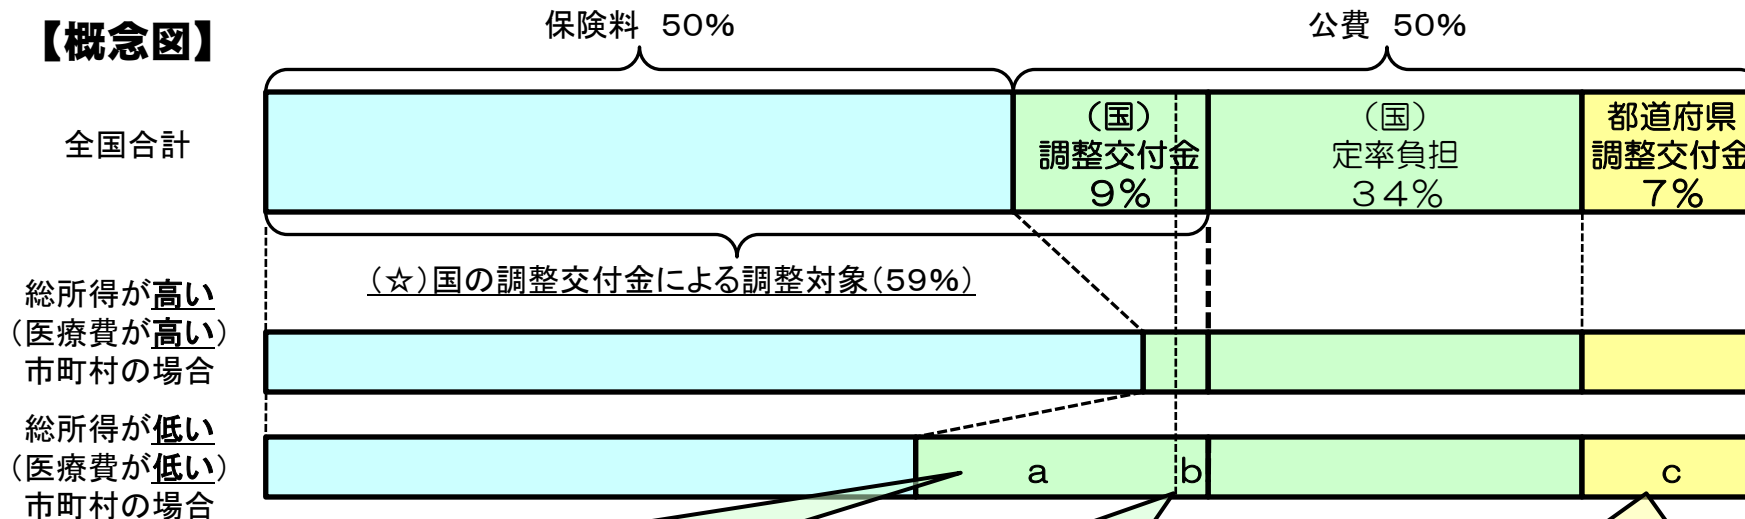 【概念図】
保険料 50%
公費 50%
全国合計
(国)
調整交付金
9%
(国)
定率負担
34%
都道府県
調整交付金
7%
(☆)国の調整交付金による調整対象(59%)
総所得が高い
(医療費が高い)
市町村の場合
総所得が低い
(医療費が低い)
市町村の場合
a
b
c